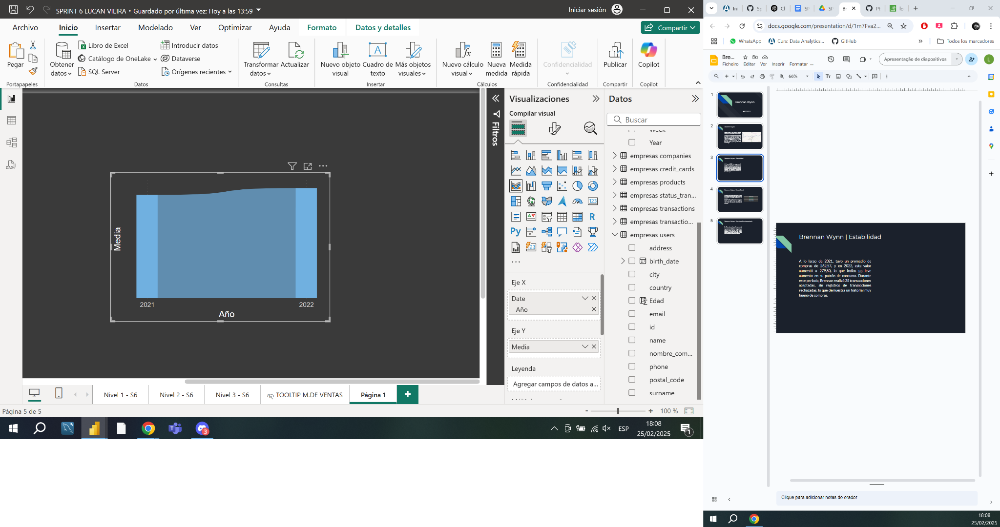 SPRINT 6 LUCAN VIEIRA • Guardado por última vez: Hoy a las 13:59
Iniciar sesión
Archivo
Inicio
Insertar
Modelado
Ver
Optimizar
Ayuda
Formato
Datos y detalles
Compartir
Pegar
Portapapeles
Obtener datos
Libro de Excel
Catálogo de OneLake
SQL Server
Introducir datos
Dataverse
Orígenes recientes
Datos
Transformar datos
Actualizar
Consultas
Nuevo objeto visual
Cuadro de texto
Más objetos visuales
Insertar
Nuevo cálculo visual
Nueva medida
Medida rápida
Cálculos
Confidencialidad
Confidencialidad
Publicar
Compartir
Copilot
Copilot
Media
2021
2022
Año
Filtros
Visualizaciones
Compilar visual
Eje X
Date
Año
Eje Y
Media
Leyenda
Agregar campos de datos a...
Datos
Buscar
Week
Year
empresas companies
empresas credit_cards
empresas products
empresas status_tran...
empresas transactions
empresas transactio...
empresas users
address
birth_date
city
country
Edad
email
id
name
nombre_com...
phone
postal_code
surname
Nivel 1 - S6
Nivel 2 - S6
Nivel 3 - S6
TOOLTIP M.DE VENTAS
Página 1
Página 5 de 5
100 %
ESP
18:08
25/02/2025
docs.google.com/presentation/d/1m7Fva2...
WhatsApp
Curs: Data Analytics...
GitHub
Todos los marcadores
Bre...
Ficheiro
Editar
Ver
Inserir
Formatar ...
Apresentação de diapositivos
L
66%
1
Brennan Wynn
2
3
4
5
Brennan Wynn | Estabilidad
A lo largo de 2021, tuvo un promedio de
compras de 262,57, y en 2022, este valor
aumentó a 279,80, lo que indica un leve
aumento en su patrón de consumo. Durante
este período, Brennan realizó 25 transacciones
aceptadas, sin registros de transacciones
rechazadas, lo que demuestra un historial muy
bueno de compras.
Clique para adicionar notas do orador
18:08
25/02/2025